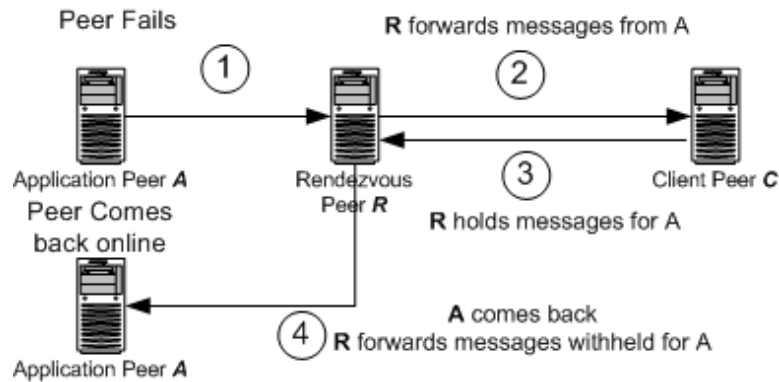 Peer Fails
R forwards messages from A
1
2
Application Peer A
Rendezvous
Peer R
3
Client Peer C
R holds messages for A
Peer Comes
back online
4
A comes back
R forwards messages withheld for A
Application Peer A